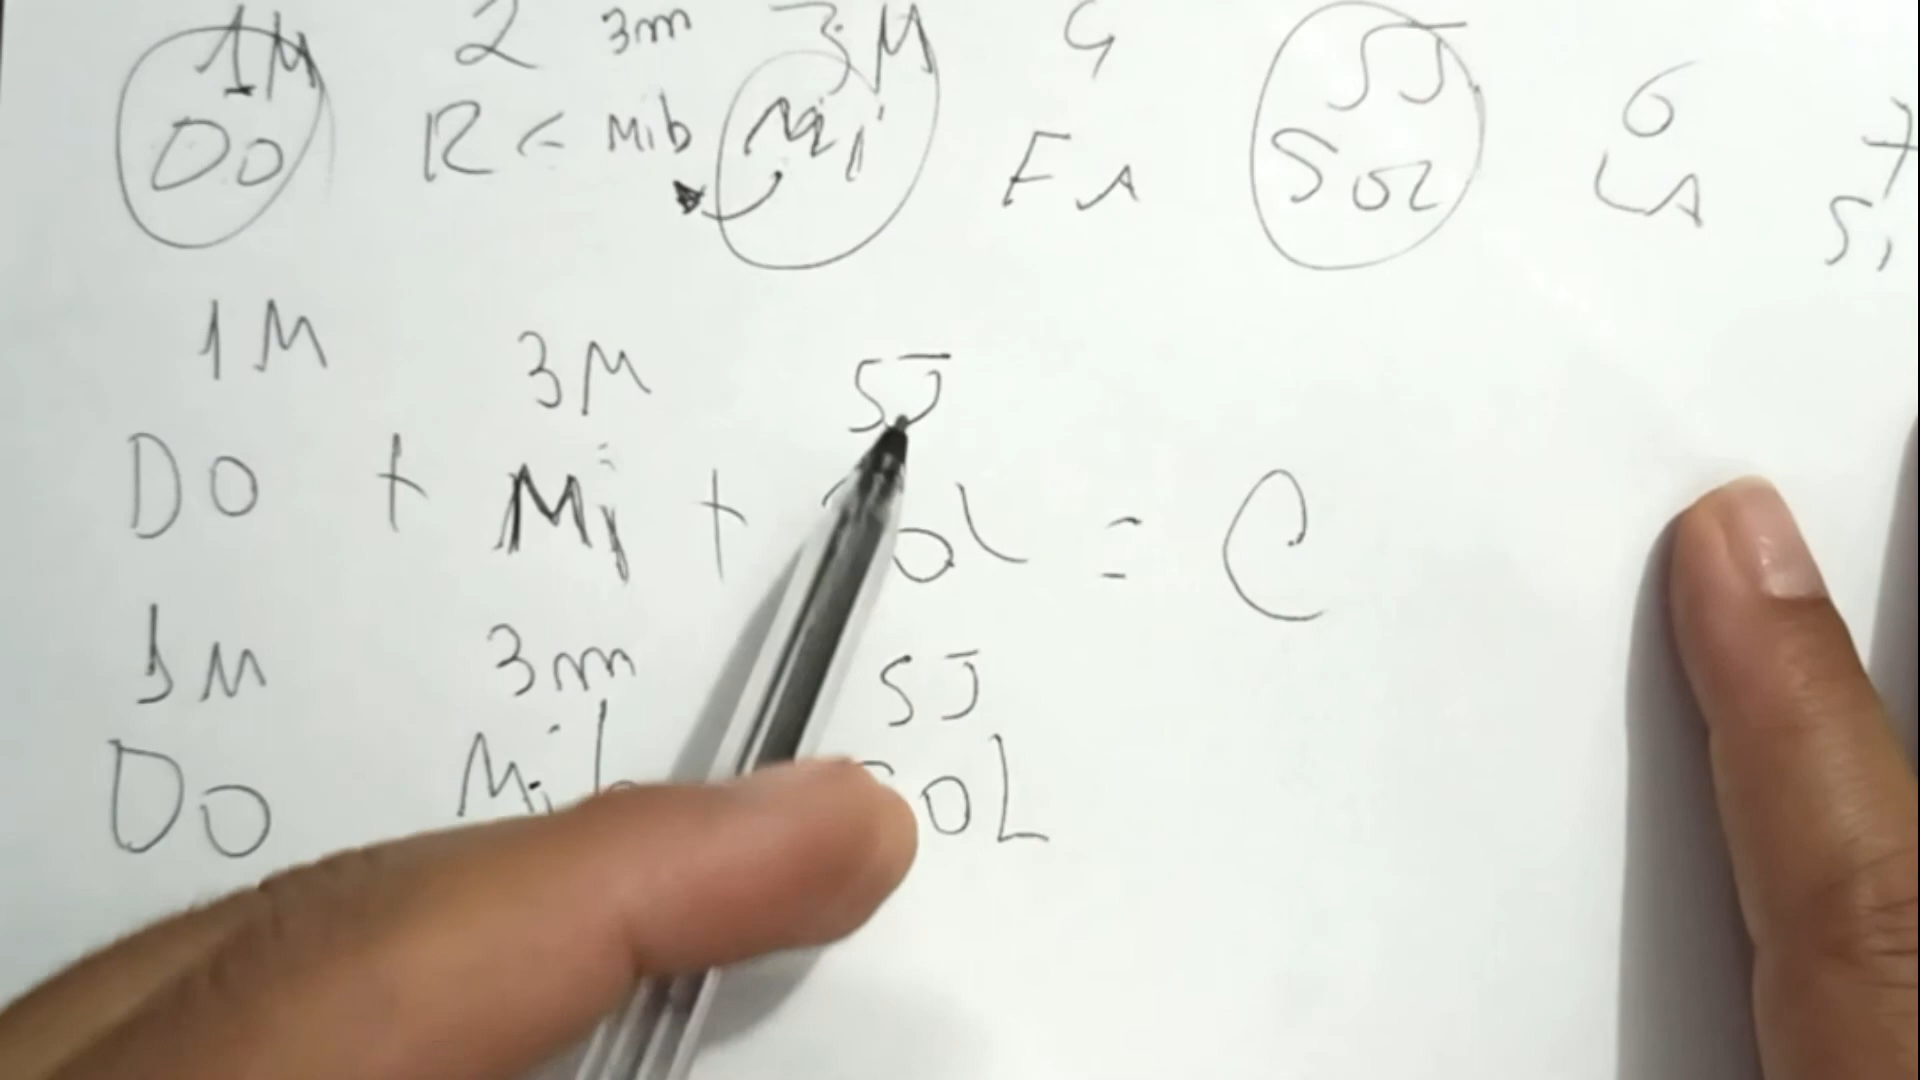 1M 2 3m 3M 4 5J 6 7
Do Re Mib Mi FA Sol LA Si
1M 3M 5J
DO + Mi + Sol = C
1M 3m 5J
Do Mib SOL